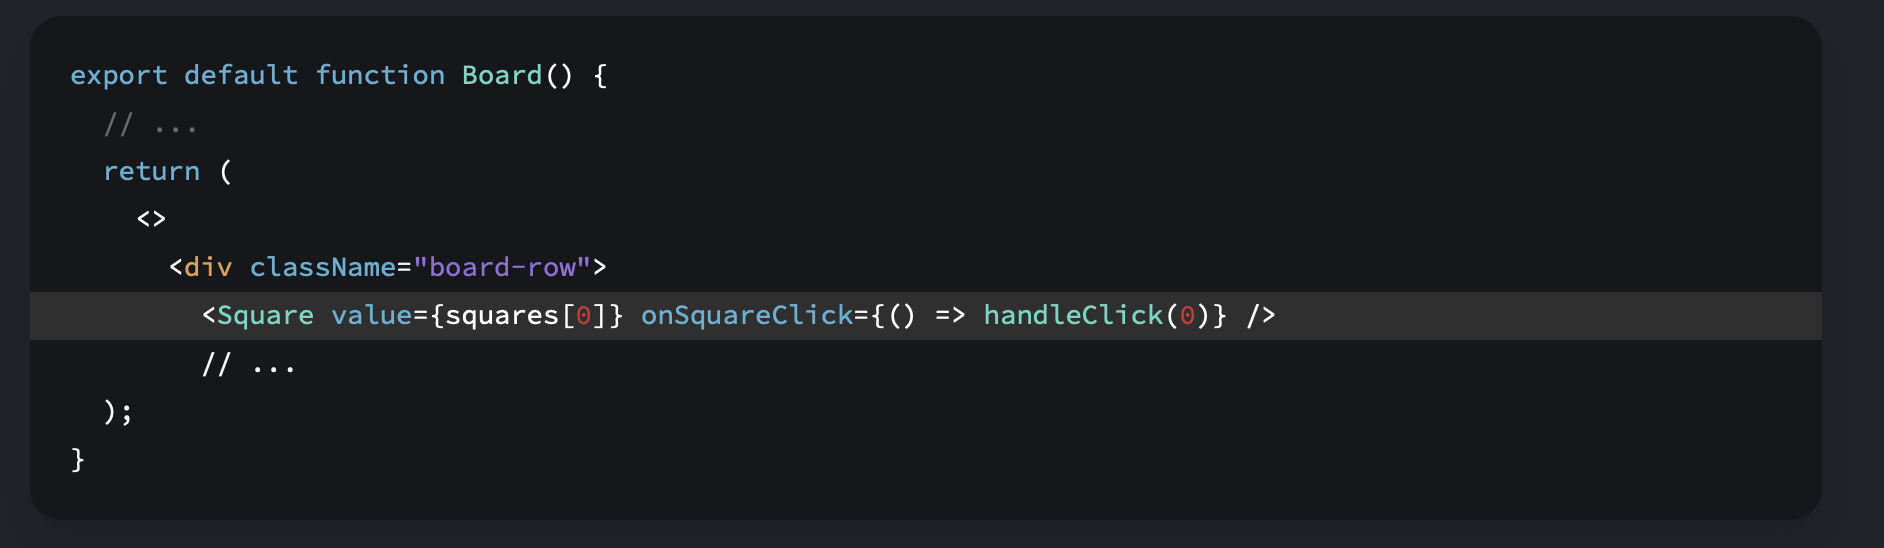 export default function Board() {
  // ...
  return (
    <>
      <div className="board-row">
        <Square value={squares[0]} onSquareClick={() => handleClick(0)} />
        // ...
  );
}